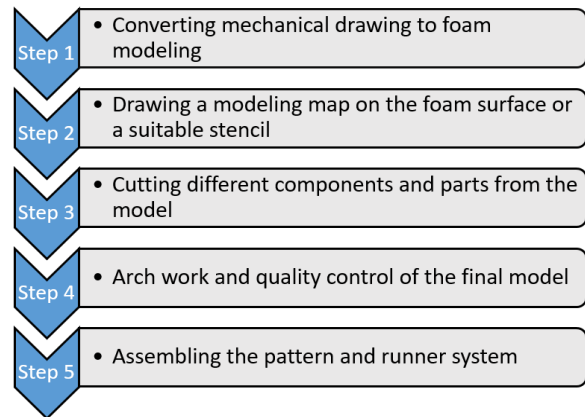 Step 1
• Converting mechanical drawing to foam
modeling
Step 2
• Drawing a modeling map on the foam surface or
a suitable stencil
Step 3
• Cutting different components and parts from the
model
Step 4
• Arch work and quality control of the final model
Step 5
• Assembling the pattern and runner system